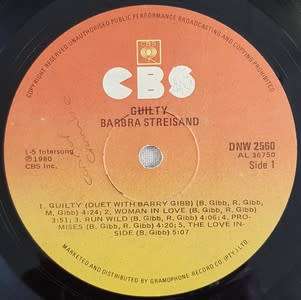 COPYRIGHT RESERVED UNAUTHORISED PUBLIC PERFORMANCE BROADCASTING AND COPYING PROHIBITED
CBS
CBS
GUILTY
BARBRA STREISAND
1-5 totersong
℗ 1980
CBS Inc.
DNW 2560
AL 36750
Side 1
1. GUILTY (DUET WITH BARRY GIBB) (B. Gibb, R. Gibb,
M. Gibb) 4:24; 2. WOMAN IN LOVE (B. Gibb, R. Gibb)
3:51; 3. RUN WILD (B. Gibb, R. Gibb) 4:06; 4. PRO-
MISES (B. Gibb, R. Gibb) 4:20; 5. THE LOVE IN-
SIDE (B. Gibb) 5:07
MARKETED AND DISTRIBUTED BY GRAMOPHONE RECORD CO (PTY.) LTD.